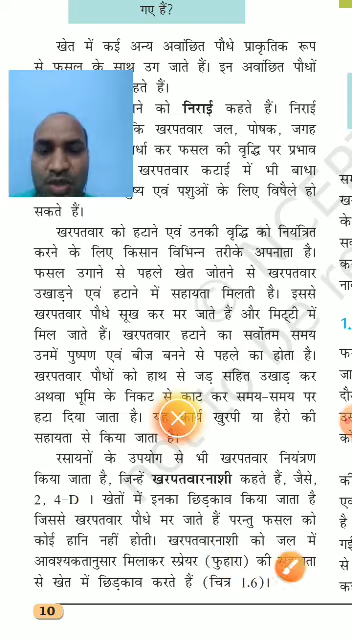 गए हैं?
खेत में कई अन्य अवांछित पौधे प्राकृतिक रूप
से फसल के साथ उग जाते हैं। इन अवांछित पौधों
हते हैं।
ने को निराई कहते हैं। निराई
कि खरपतवार जल, पोषक, जगह
र्धा कर फसल की वृद्धि पर प्रभाव
खरपतवार कटाई में भी बाधा
एवं पशुओं के लिए विषैले हो
सकते हैं।
खरपतवार को हटाने एवं उनकी वृद्धि को नियंत्रित
करने के लिए किसान विभिन्न तरीके अपनाता है।
फसल उगाने से पहले खेत जोतने से खरपतवार
उखाड़ने एवं हटाने में सहायता मिलती है। इससे
खरपतवार पौधे सूख कर मर जाते हैं और मिट्टी में
मिल जाते हैं। खरपतवार हटाने का सर्वोतम समय
उनमें पुष्पण एवं बीज बनने से पहले का होता है।
खरपतवार पौधों को हाथ से जड़ सहित उखाड़ कर
अथवा भूमि के निकट से काट कर समय-समय पर
हटा दिया जाता है। यह कार्य खुरपी या हैरो की
सहायता से किया जाता है।
रसायनों के उपयोग से भी खरपतवार नियंत्रण
किया जाता है, जिन्हें खरपतवारनाशी कहते हैं, जैसे,
2, 4-D । खेतों में इनका छिड़काव किया जाता है
जिससे खरपतवार पौधे मर जाते हैं परन्तु फसल को
कोई हानि नहीं होती। खरपतवारनाशी को जल में
आवश्यकतानुसार मिलाकर स्प्रेयर (फुहारा) की
से खेत में छिड़काव करते हैं (चित्र 1.6)।
10